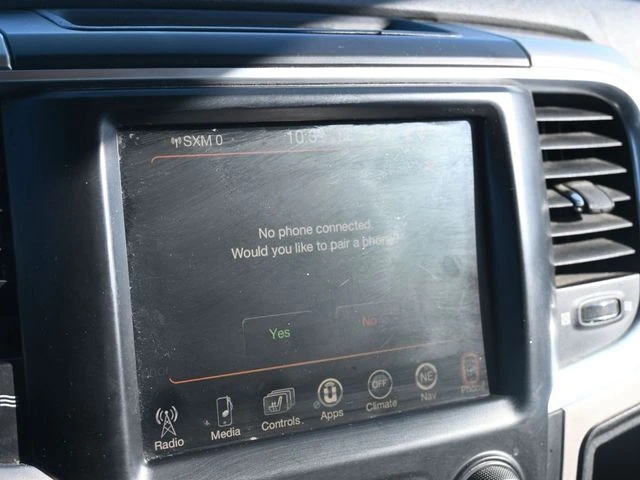 SXM 0
No phone connected.
Would you like to pair a phone?
Yes
No
Radio
Media
Controls
Apps
OFF
Climate
NE
Nav
Phone